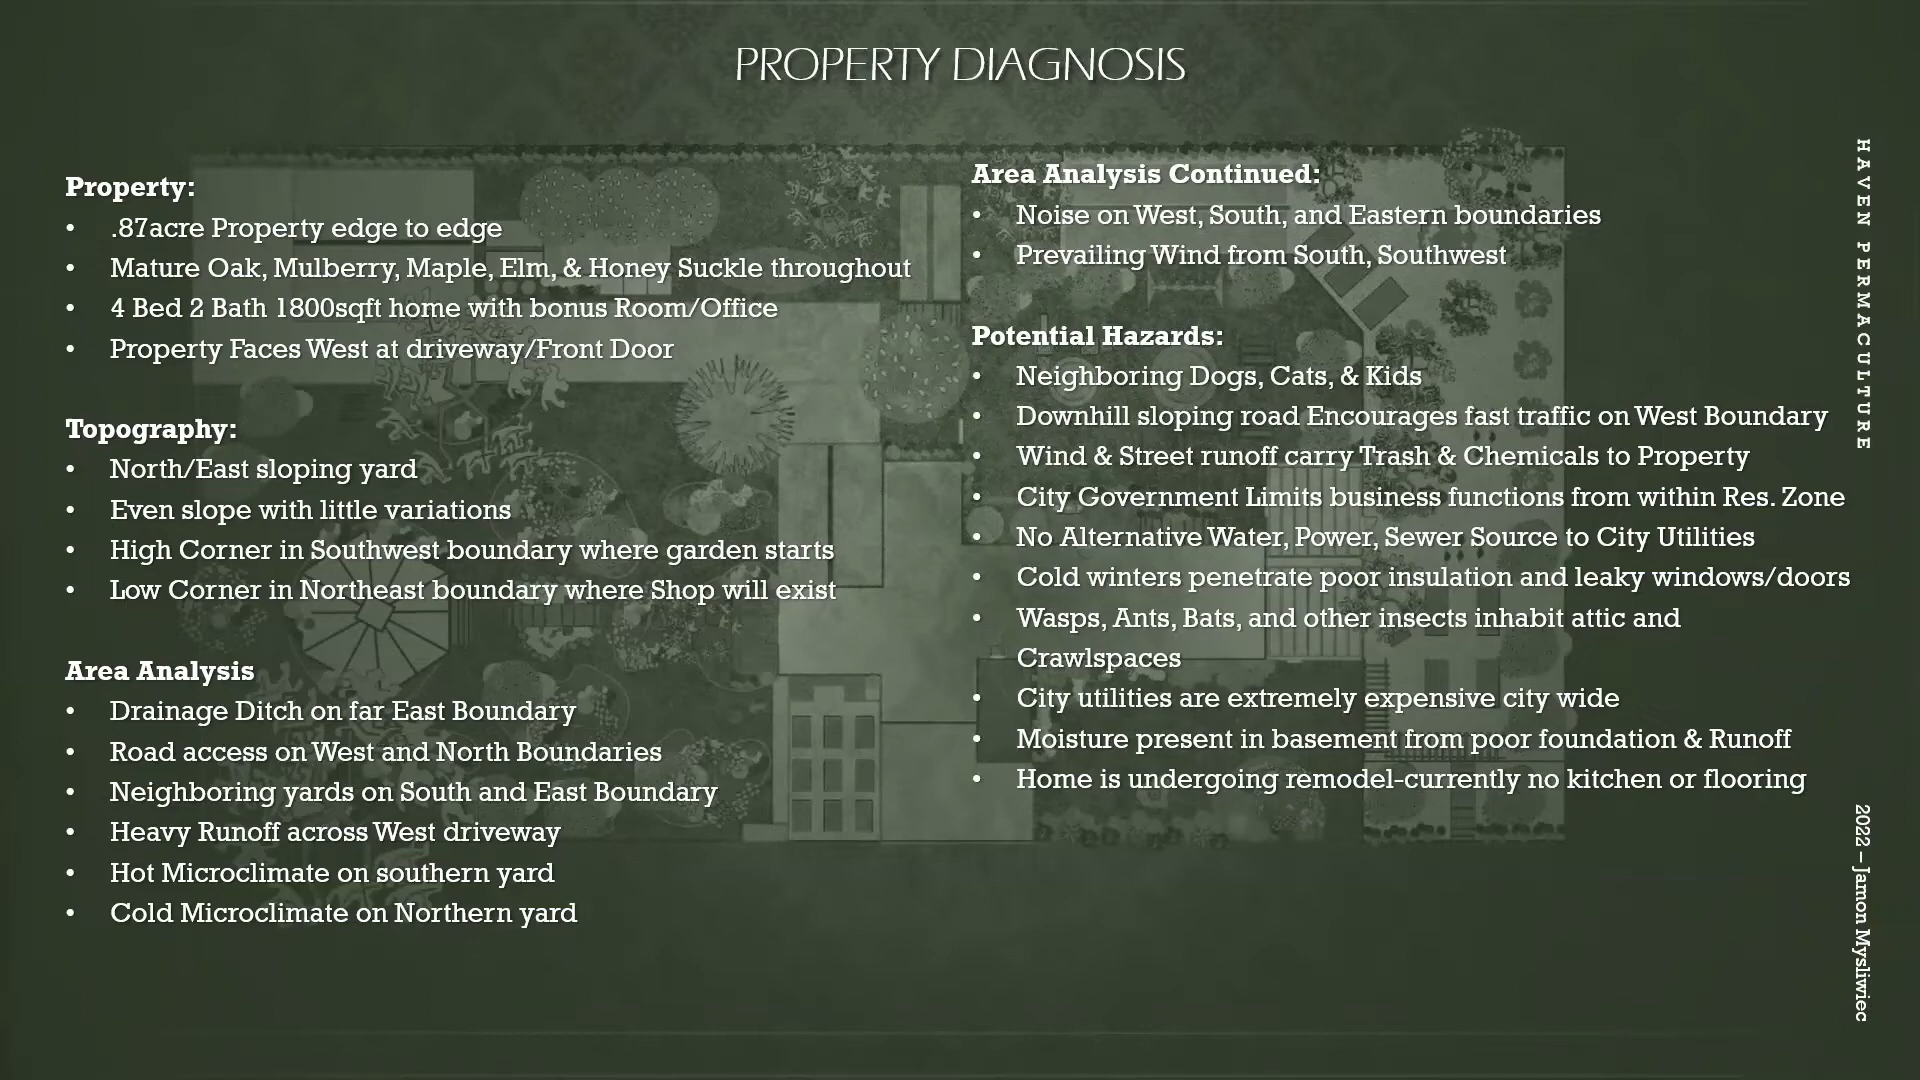 PROPERTY DIAGNOSIS
Property:
• .87acre Property edge to edge
• Mature Oak, Mulberry, Maple, Elm, & Honey Suckle throughout
• 4 Bed 2 Bath 1800sqft home with bonus Room/Office
• Property Faces West at driveway/Front Door
Topography:
• North/East sloping yard
• Even slope with little variations
• High Corner in Southwest boundary where garden starts
• Low Corner in Northeast boundary where Shop will exist
Area Analysis
• Drainage Ditch on far East Boundary
• Road access on West and North Boundaries
• Neighboring yards on South and East Boundary
• Heavy Runoff across West driveway
• Hot Microclimate on southern yard
• Cold Microclimate on Northern yard
Area Analysis Continued:
• Noise on West, South, and Eastern boundaries
• Prevailing Wind from South, Southwest
Potential Hazards:
• Neighboring Dogs, Cats, & Kids
• Downhill sloping road Encourages fast traffic on West Boundary
• Wind & Street runoff carry Trash & Chemicals to Property
• City Government Limits business functions from within Res. Zone
• No Alternative Water, Power, Sewer Source to City Utilities
• Cold winters penetrate poor insulation and leaky windows/doors
• Wasps, Ants, Bats, and other insects inhabit attic and
Crawlspaces
• City utilities are extremely expensive city wide
• Moisture present in basement from poor foundation & Runoff
• Home is undergoing remodel-currently no kitchen or flooring
HAVEN PERMACULTURE
2022 – Jamon Mysliwiec